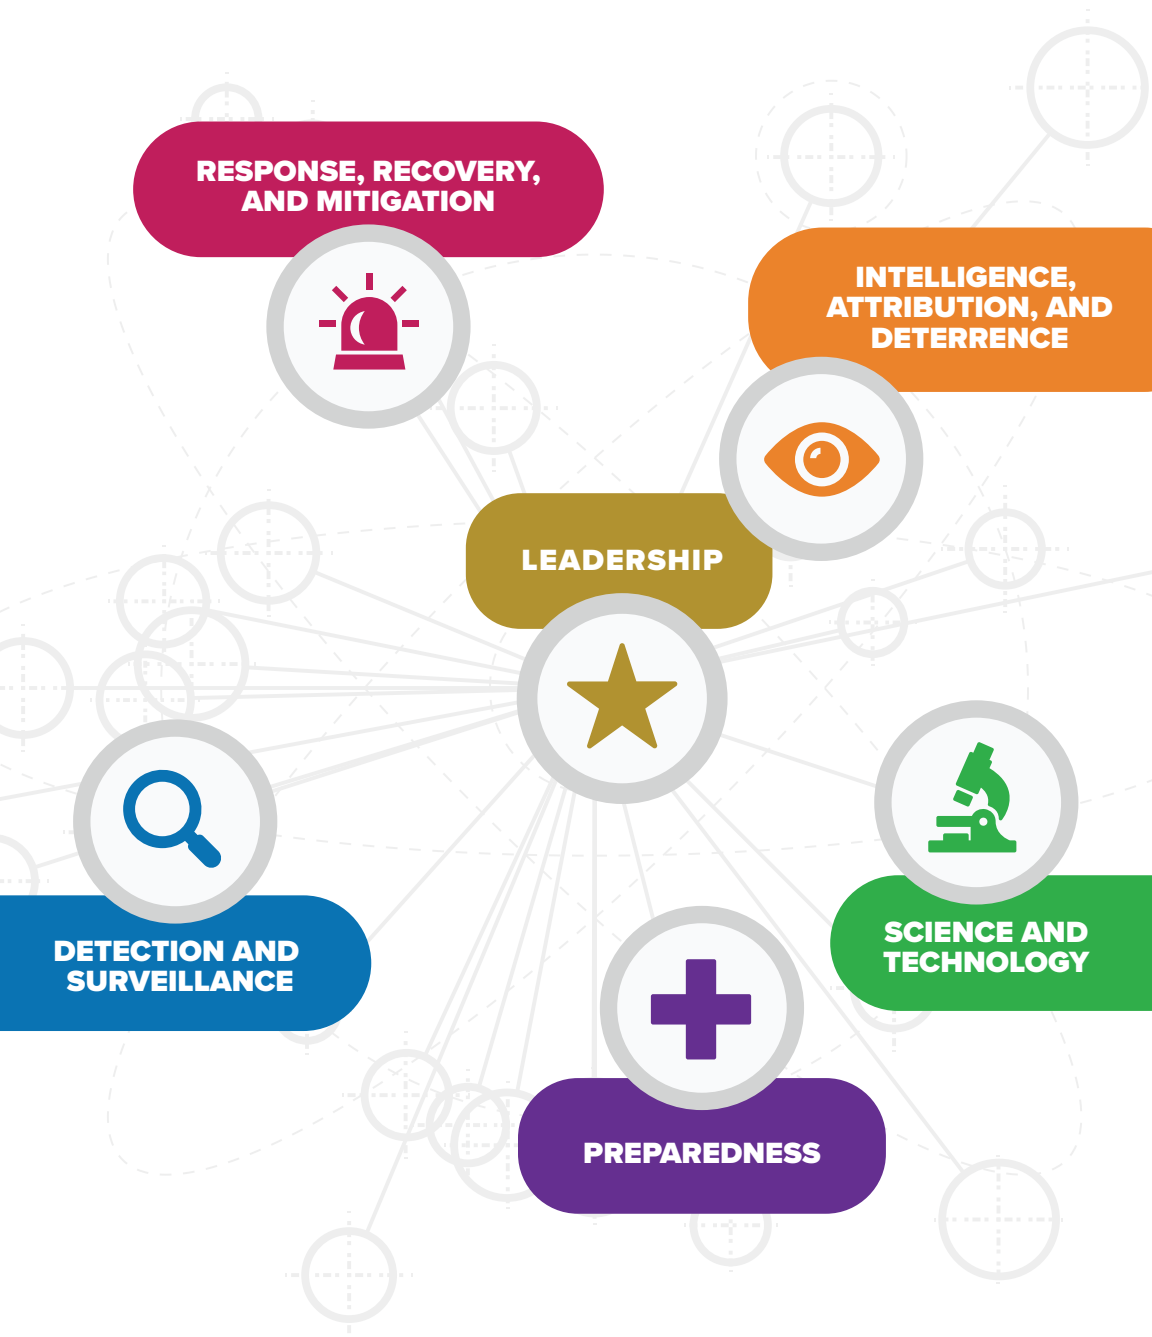 RESPONSE, RECOVERY,
AND MITIGATION
INTELLIGENCE,
ATTRIBUTION, AND
DETERRENCE
LEADERSHIP
SCIENCE AND
TECHNOLOGY
DETECTION AND
SURVEILLANCE
PREPAREDNESS